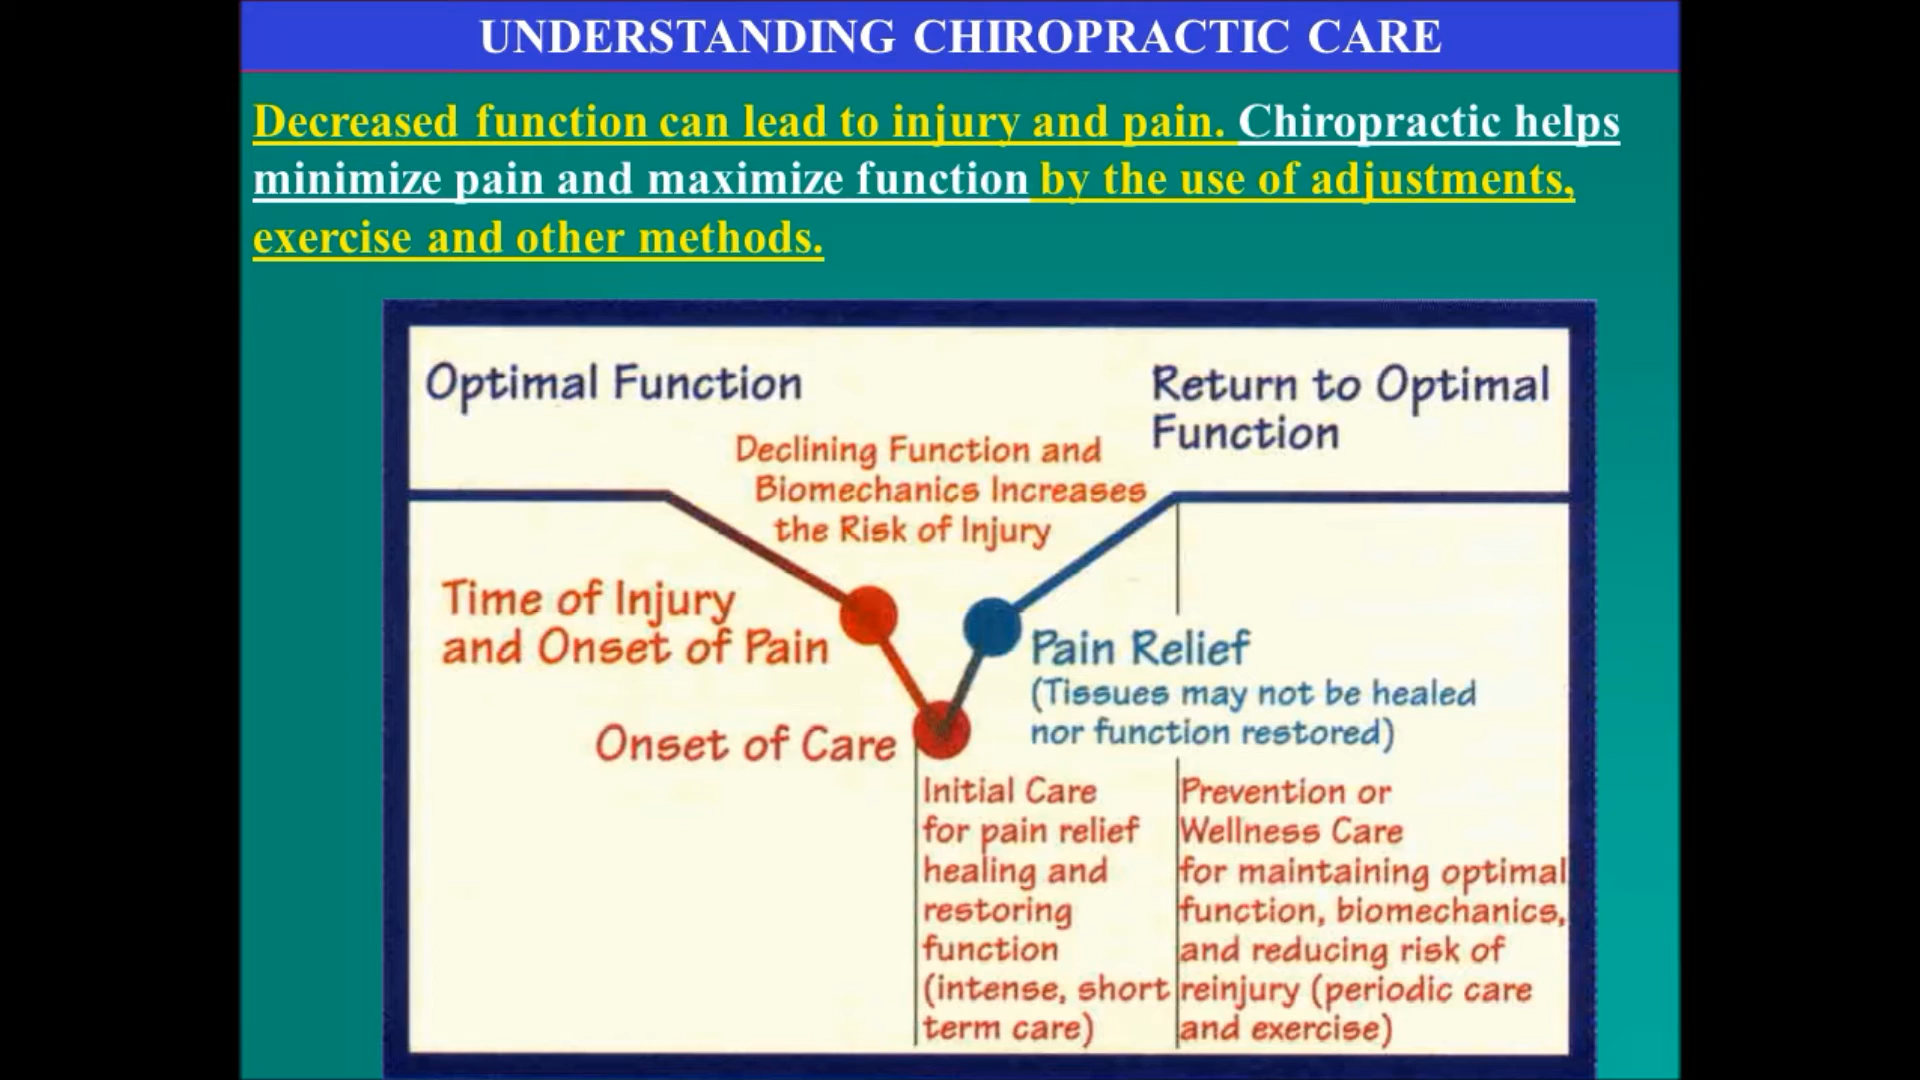 UNDERSTANDING CHIROPRACTIC CARE
Decreased function can lead to injury and pain. Chiropractic helps
minimize pain and maximize function by the use of adjustments,
exercise and other methods.
Optimal Function
Return to Optimal
Function
Declining Function and
Biomechanics Increases
the Risk of Injury
Time of Injury
and Onset of Pain
Pain Relief
(Tissues may not be healed
nor function restored)
Onset of Care
Initial Care
for pain relief
healing and
restoring
function
(intense, short
term care)
Prevention or
Wellness Care
for maintaining optimal
function, biomechanics,
and reducing risk of
reinjury (periodic care
and exercise)